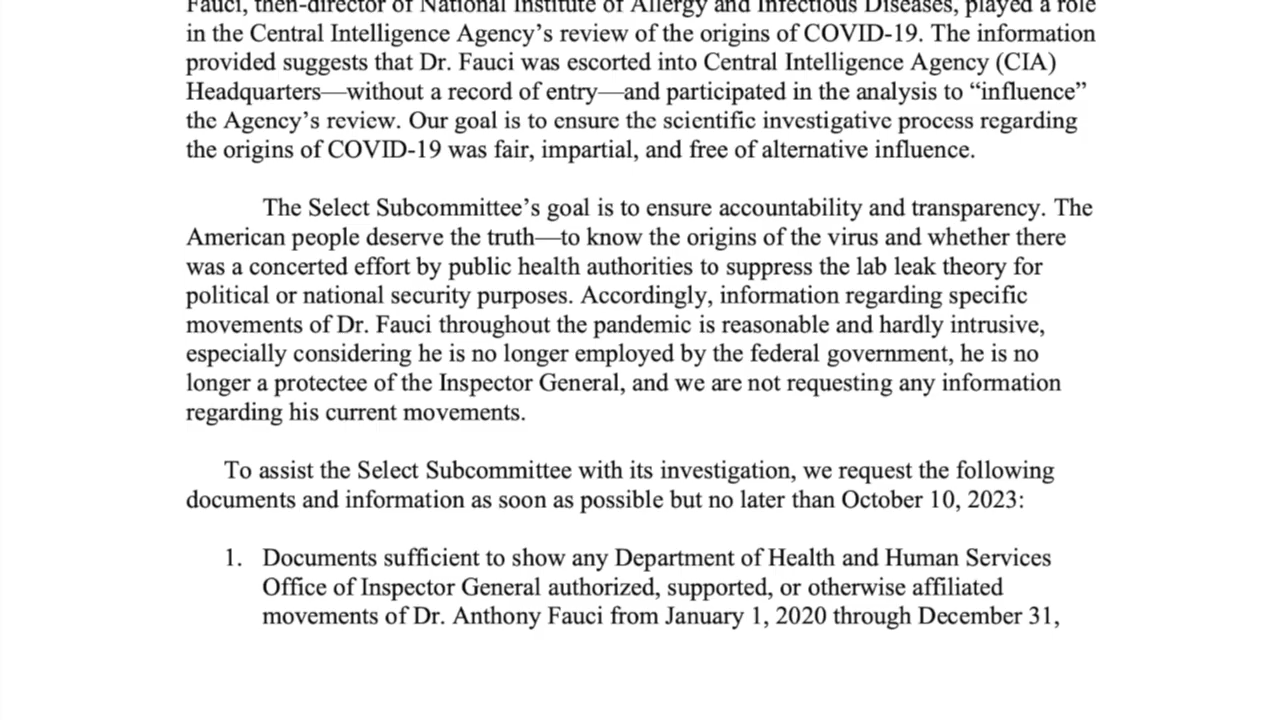 Fauci, then-director of National Institute of Allergy and Infectious Diseases, played a role
in the Central Intelligence Agency’s review of the origins of COVID-19. The information
provided suggests that Dr. Fauci was escorted into Central Intelligence Agency (CIA)
Headquarters—without a record of entry—and participated in the analysis to “influence”
the Agency’s review. Our goal is to ensure the scientific investigative process regarding
the origins of COVID-19 was fair, impartial, and free of alternative influence.
The Select Subcommittee’s goal is to ensure accountability and transparency. The
American people deserve the truth—to know the origins of the virus and whether there
was a concerted effort by public health authorities to suppress the lab leak theory for
political or national security purposes. Accordingly, information regarding specific
movements of Dr. Fauci throughout the pandemic is reasonable and hardly intrusive,
especially considering he is no longer employed by the federal government, he is no
longer a protectee of the Inspector General, and we are not requesting any information
regarding his current movements.
To assist the Select Subcommittee with its investigation, we request the following
documents and information as soon as possible but no later than October 10, 2023:
1. Documents sufficient to show any Department of Health and Human Services
Office of Inspector General authorized, supported, or otherwise affiliated
movements of Dr. Anthony Fauci from January 1, 2020 through December 31,